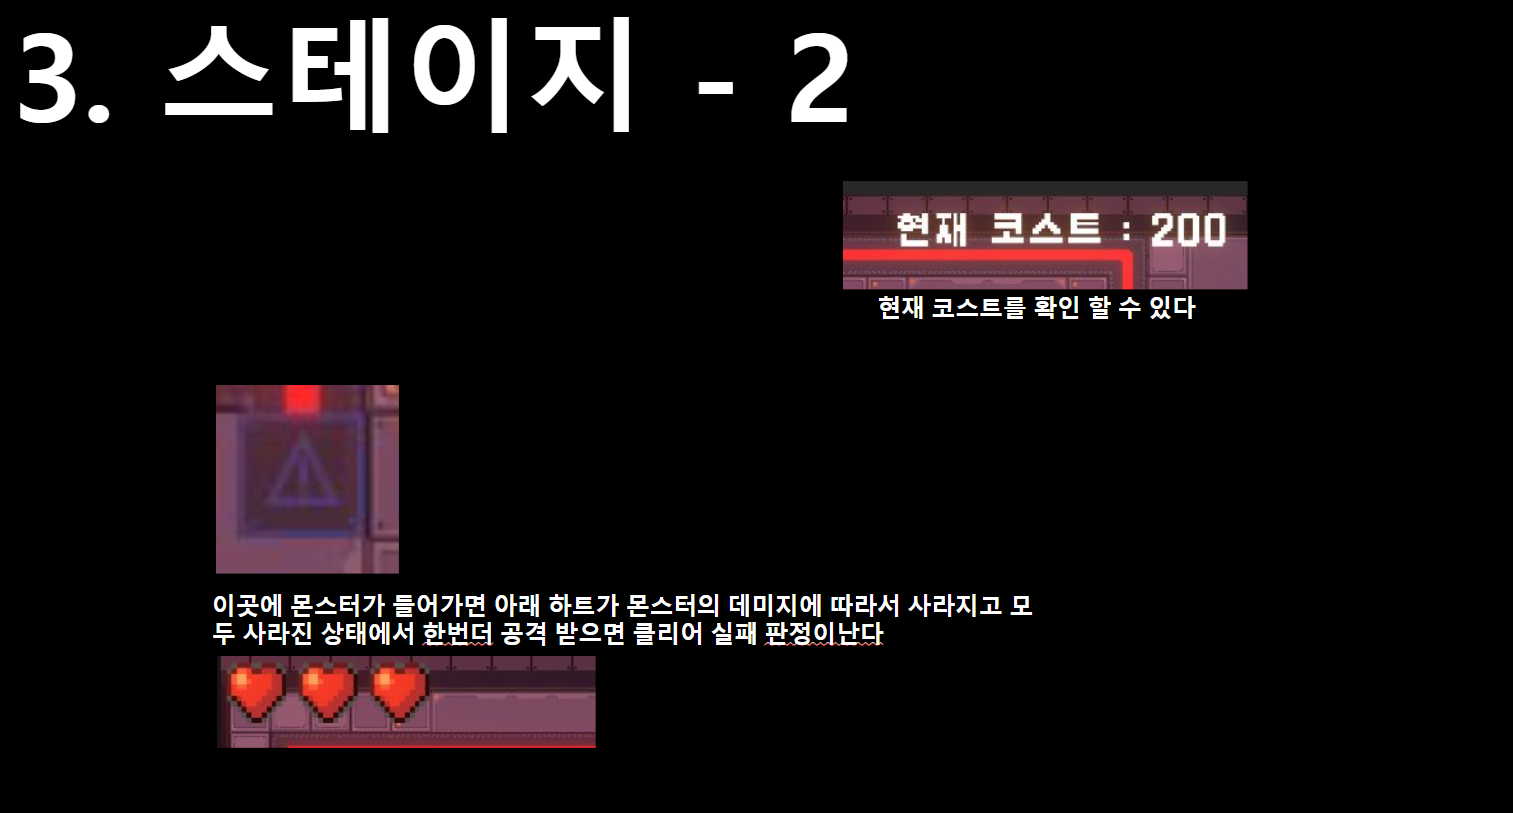 3. 스테이지 - 2
현재 코스트 : 200
현재 코스트를 확인 할 수 있다
이곳에 몬스터가 들어가면 아래 하트가 몬스터의 데미지에 따라서 사라지고 모
두 사라진 상태에서 한번더 공격 받으면 클리어 실패 판정이난다